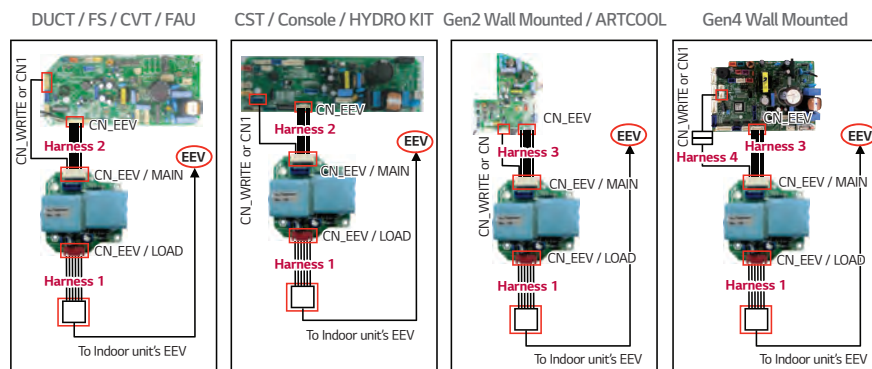 DUCT / FS / CVT / FAU
CN_WRITE or CN1
CN_EEV
Harness 2
EEV
CN_EEV / MAIN
CN_EEV / LOAD
Harness 1
To Indoor unit's EEV
CST / Console / HYDRO KIT
CN_WRITE or CN1
CN_EEV
Harness 2
EEV
CN_EEV / MAIN
CN_EEV / LOAD
Harness 1
To Indoor unit's EEV
Gen2 Wall Mounted / ARTCOOL
CN_WRITE or CN
CN_EEV
Harness 3
EEV
CN_EEV / MAIN
CN_EEV / LOAD
Harness 1
To Indoor unit's EEV
Gen4 Wall Mounted
CN_WRITE or CN1
CN_EEV
Harness 4
Harness 3
EEV
CN_EEV / MAIN
CN_EEV / LOAD
Harness 1
To Indoor unit's EEV